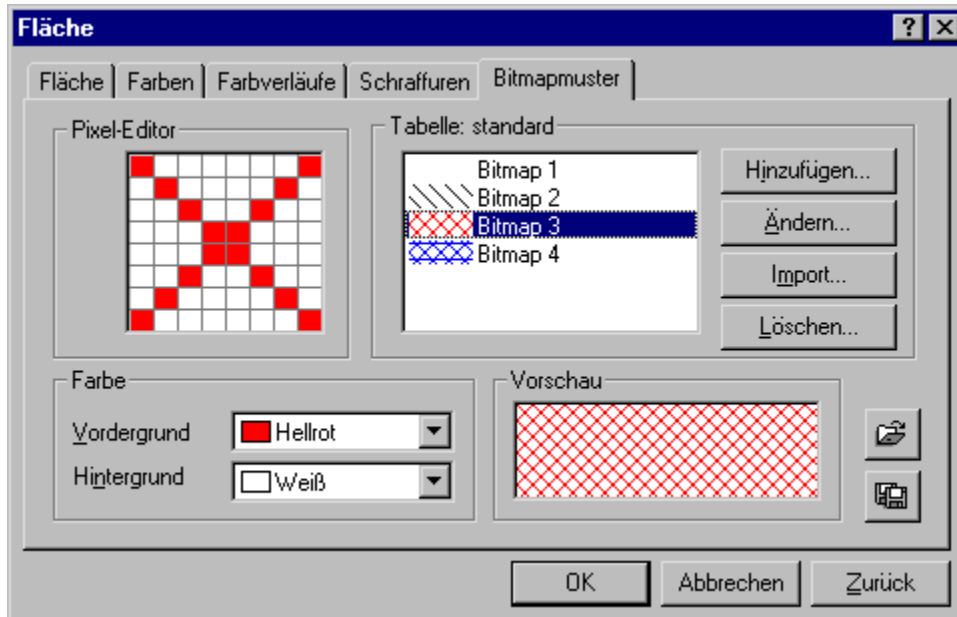 Fläche
Fläche Farben Farbverläufe Schraffuren Bitmapmuster
Pixel-Editor
Tabelle: standard
Bitmap 1
Bitmap 2
Bitmap 3
Bitmap 4
Hinzufügen...
Ändern...
Import...
Löschen...
Farbe
Vordergrund
Hellrot
Hintergrund
Weiß
Vorschau
OK
Abbrechen
Zurück